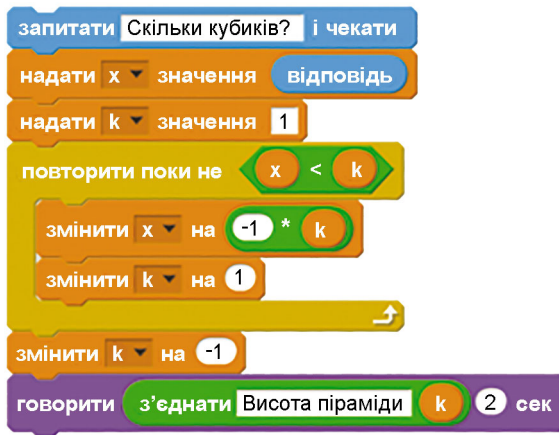 запитати Скільки кубиків? і чекати
надати x значення відповідь
надати k значення 1
повторити поки не x < k
змінити x на -1 * k
змінити k на 1
змінити k на -1
говорити з’єднати Висота піраміди k 2 сек